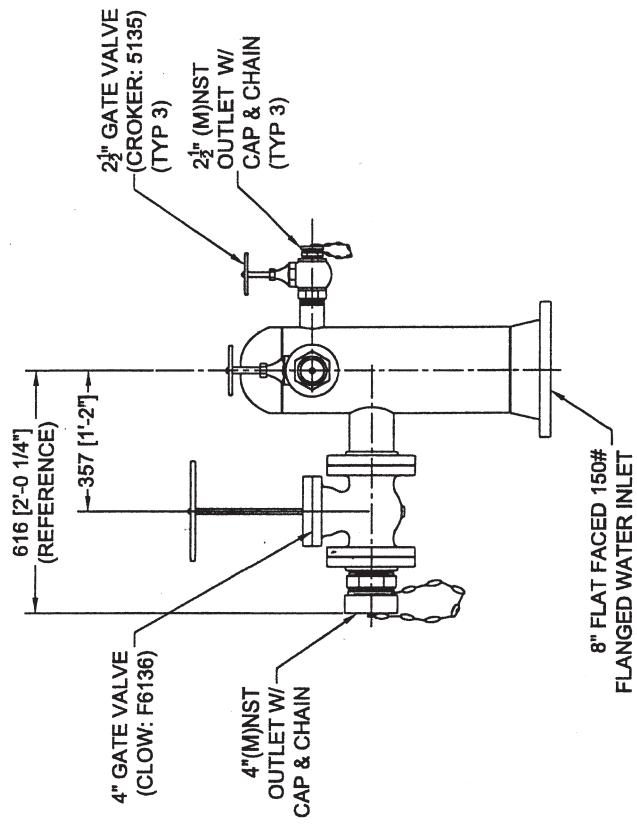 2½" GATE VALVE
(CROKER: 5135)
(TYP 3)
2½" (M)NST
OUTLET W/
CAP & CHAIN
(TYP 3)
616 [2'-0 1/4"]
(REFERENCE)
357 [1'-2"]
4" GATE VALVE
(CLOW: F6136)
4"(M)NST
OUTLET W/
CAP & CHAIN
8" FLAT FACED 150#
FLANGED WATER INLET